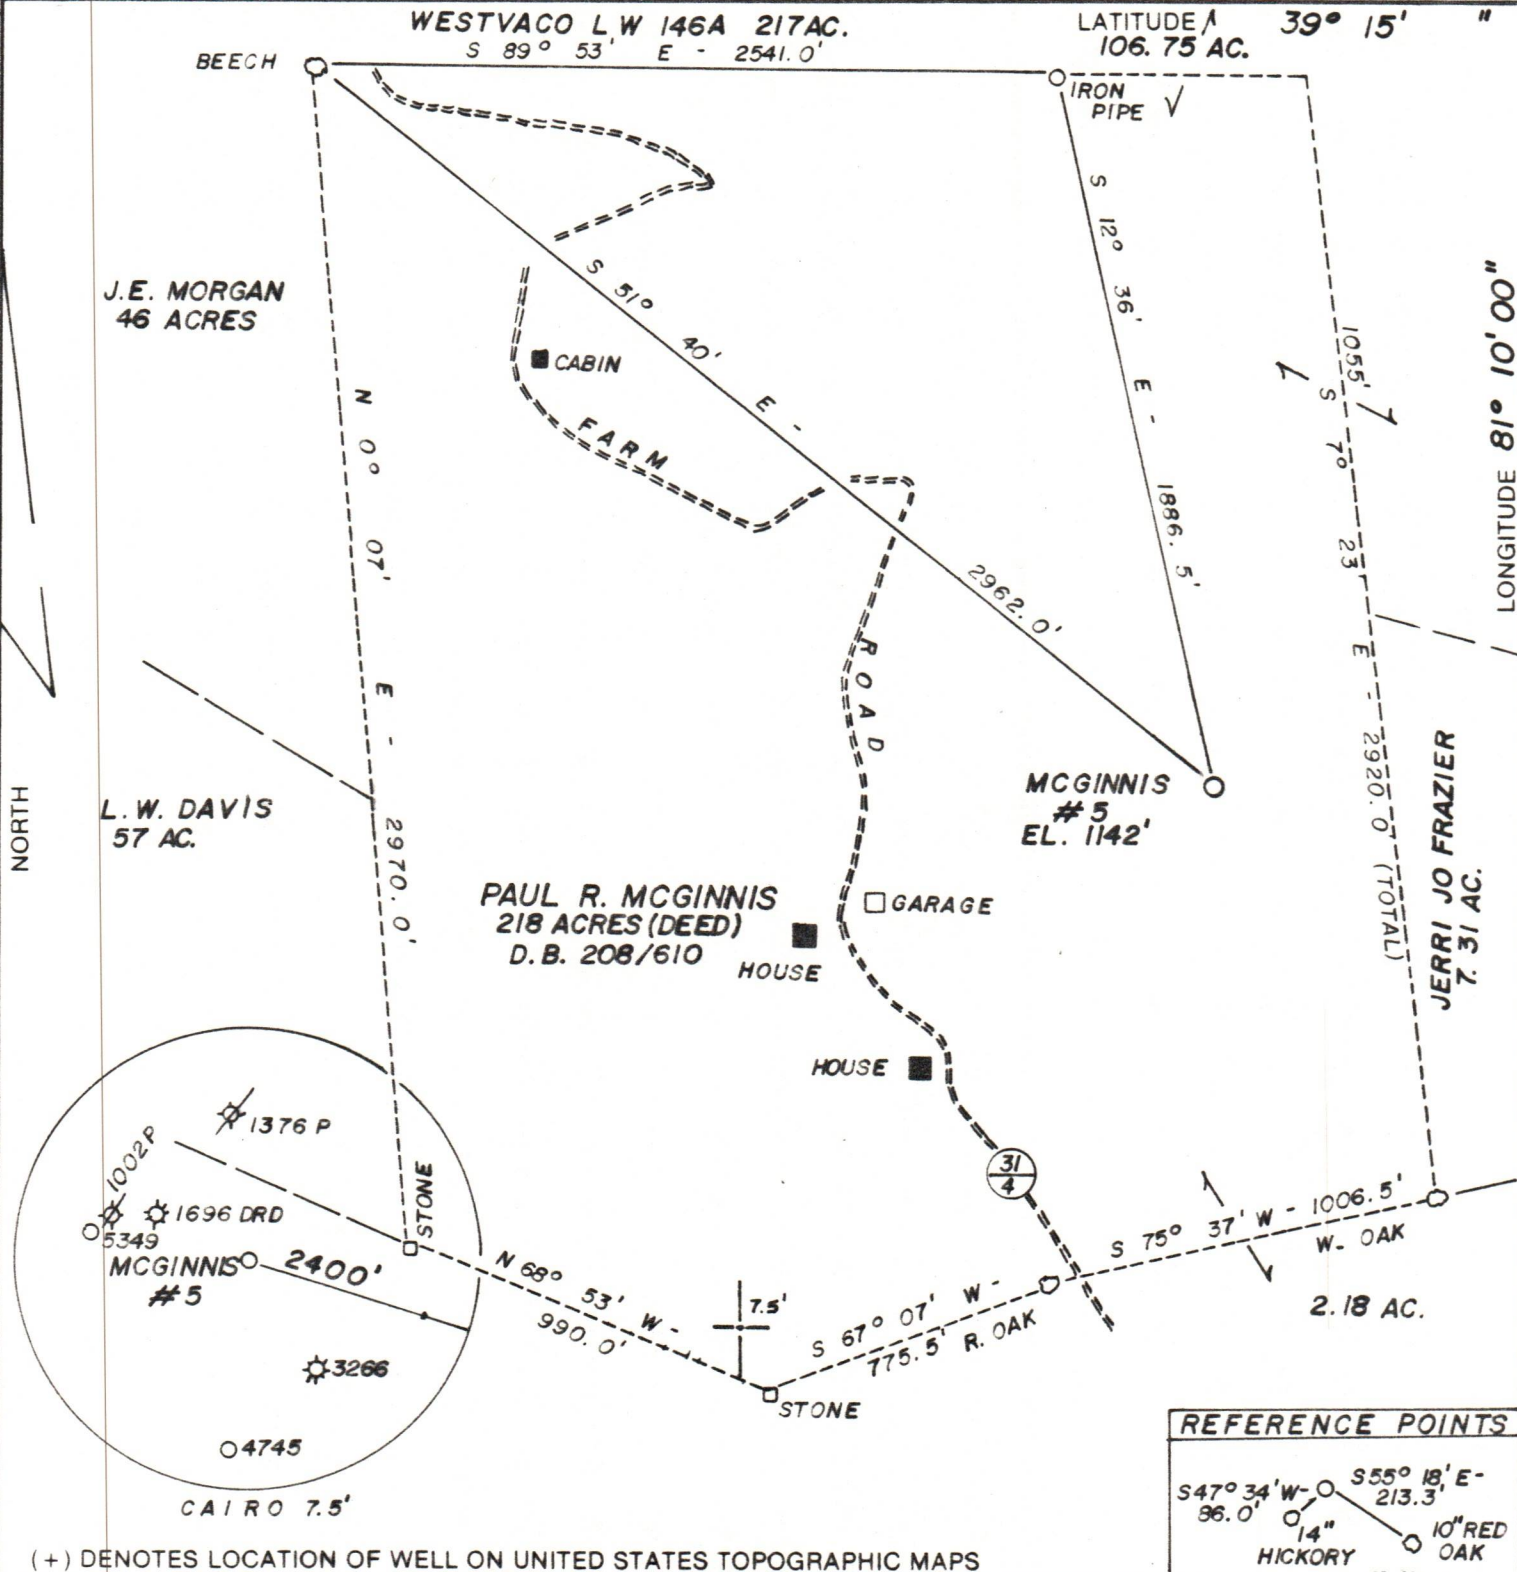 WESTVACO L.W 146A 217AC.
S 89° 53' E - 2541.0'
LATITUDE 39° 15' "
106.75 AC.
BEECH
IRON
PIPE √
S 12° 36' E - 1886.5'
1055'
S 7° 23' E - 2920.0' (TOTAL)
LONGITUDE 81° 10' 00"
J.E. MORGAN
46 ACRES
S 51° 40' E - 2962.0'
CABIN
FARM
ROAD
N 0° 07' E - 2970.0'
NORTH
L.W. DAVIS
57 AC.
MCGINNIS
#5
EL. 1142'
JERRI JO FRAZIER
7.31 AC.
PAUL R. MCGINNIS
218 ACRES (DEED)
D.B. 208/610
GARAGE
HOUSE
HOUSE
1376 P
1002P
1696 DRD
5349
MCGINNIS
#5
2400'
3266
4745
CAIRO 7.5'
STONE
N 68° 53' W -
990.0'
7.5'
STONE
S 67° 07' W -
775.5' R. OAK
31
4
S 75° 37' W - 1006.5'
W. OAK
2.18 AC.
REFERENCE POINTS
S47° 34' W-
86.0'
S55° 18' E-
213.3'
14"
HICKORY
10" RED
OAK
(+) DENOTES LOCATION OF WELL ON UNITED STATES TOPOGRAPHIC MAPS